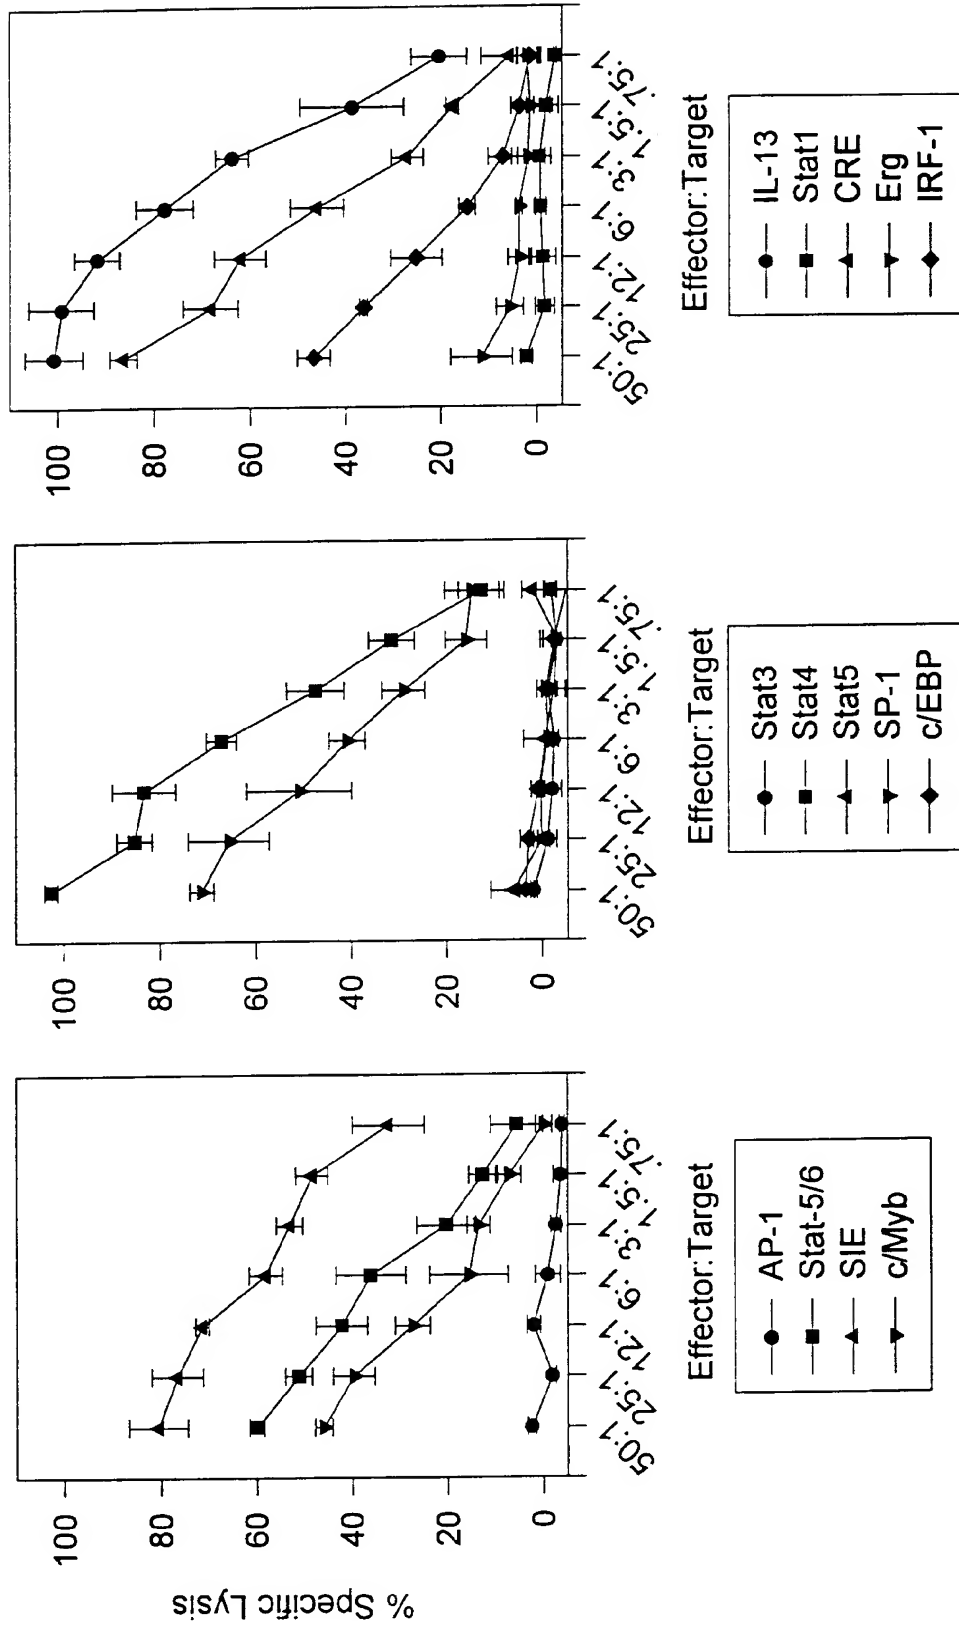 % Specific Lysis
100
80
60
40
20
0
50:1
25:1
12:1
6:1
3:1
1.5:1
.75:1
Effector:Target
AP-1
Stat-5/6
SIE
c/Myb
100
80
60
40
20
0
50:1
25:1
12:1
6:1
3:1
1.5:1
.75:1
Effector:Target
Stat3
Stat4
Stat5
SP-1
c/EBP
100
80
60
40
20
0
50:1
25:1
12:1
6:1
3:1
1.5:1
.75:1
Effector:Target
IL-13
Stat1
CRE
Erg
IRF-1